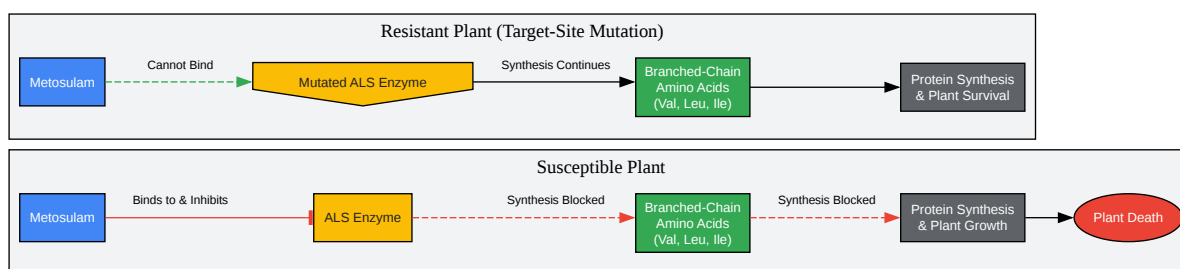 Resistant Plant (Target-Site Mutation)
Metosulam
Cannot Bind
Mutated ALS Enzyme
Synthesis Continues
Branched-Chain
Amino Acids
(Val, Leu, Ile)
Protein Synthesis
& Plant Survival
Susceptible Plant
Metosulam
Binds to & Inhibits
ALS Enzyme
Synthesis Blocked
Branched-Chain
Amino Acids
(Val, Leu, Ile)
Synthesis Blocked
Protein Synthesis
& Plant Growth
Plant Death